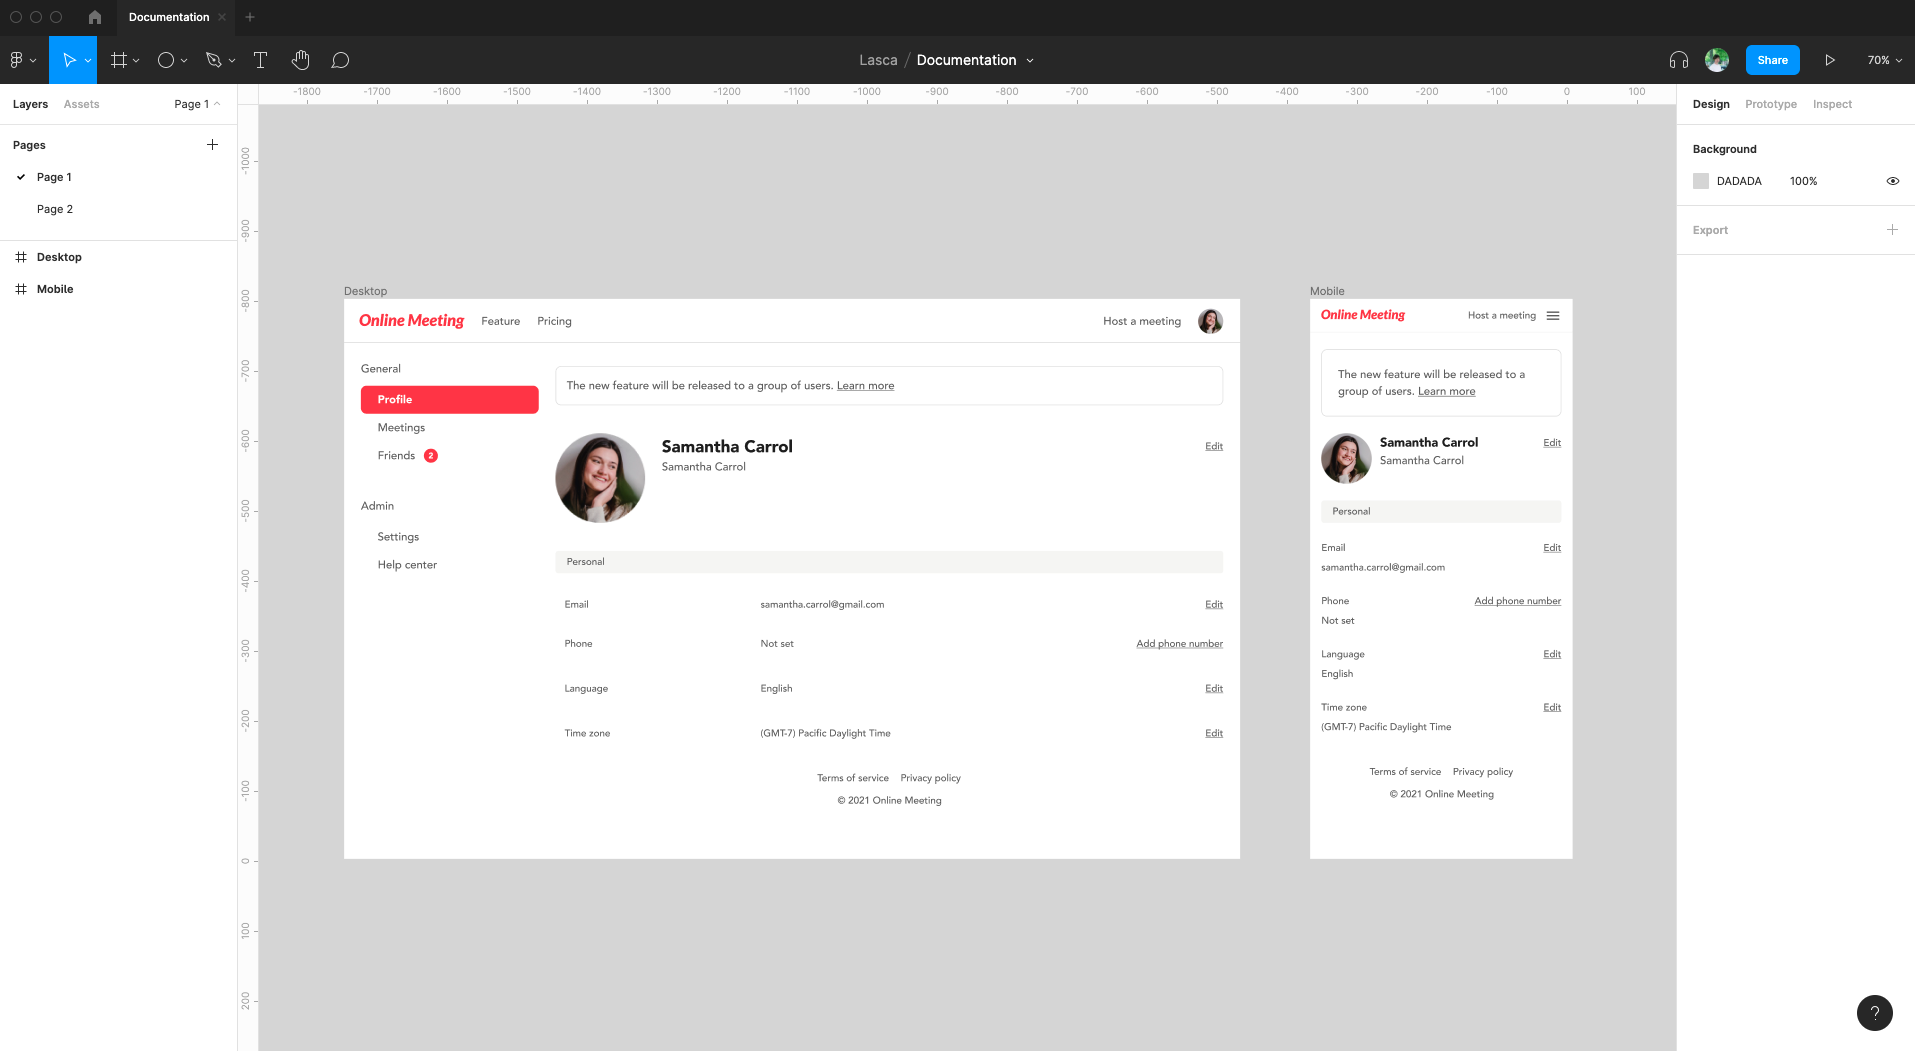 Documentation
Lasca / Documentation
Share
70%
Layers Assets Page 1
Pages
Page 1
Page 2
Desktop
Mobile
-1800 -1700 -1600 -1500 -1400 -1300 -1200 -1100 -1000 -900 -800 -700 -600 -500 -400 -300 -200 -100 0 100
-1000
-900
-800
-700
-600
-500
-400
-300
-200
-100
0
100
200
Desktop
Online Meeting Feature Pricing Host a meeting
General
Profile
Meetings
Friends 2
Admin
Settings
Help center
The new feature will be released to a group of users. Learn more
Samantha Carrol Edit
Samantha Carrol
Personal
Email samantha.carrol@gmail.com Edit
Phone Not set Add phone number
Language English Edit
Time zone (GMT-7) Pacific Daylight Time Edit
Terms of service Privacy policy
© 2021 Online Meeting
Mobile
Online Meeting Host a meeting
The new feature will be released to a
group of users. Learn more
Samantha Carrol Edit
Samantha Carrol
Personal
Email Edit
samantha.carrol@gmail.com
Phone Add phone number
Not set
Language Edit
English
Time zone Edit
(GMT-7) Pacific Daylight Time
Terms of service Privacy policy
© 2021 Online Meeting
Design Prototype Inspect
Background
DADADA 100%
Export
?